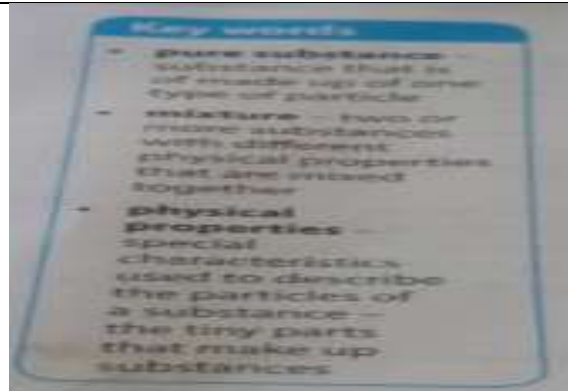 Key words
• pure substance –
substance that is
of made up of one
type of particle
• mixture – two or
more substances
with different
physical properties
that are mixed
together
• physical
properties –
special
characteristics
used to describe
the particles of
a substance –
the tiny parts
that make up
substances